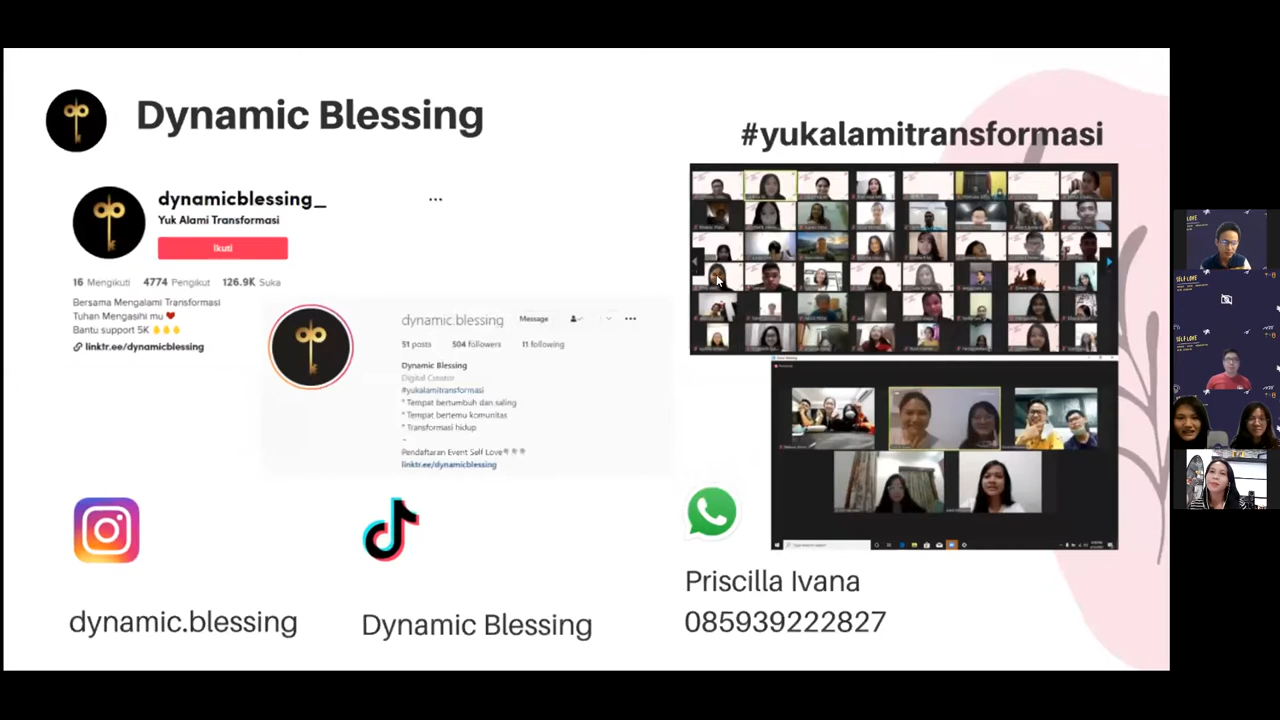 Dynamic Blessing
#yukalamitransformasi
dynamicblessing_
Yuk Alami Transformasi
Ikuti
16 Mengikuti 4774 Pengikut 126.9K Suka
Bersama Mengalami Transformasi
Tuhan Mengasihi mu ❤
Bantu support 5K
linktr.ee/dynamicblessing
dynamic.blessing
Message
51 posts 504 followers 11 following
Dynamic Blessing
Digital Creator
#yukalamitransformasi
* Tempat bertumbuh dan saling
* Tempat bertemu komunitas
* Transformasi hidup
-
Pendaftaran Event Self Love
linktr.ee/dynamicblessing
dynamic.blessing
Dynamic Blessing
Priscilla Ivana
085939222827
SELF LOVE